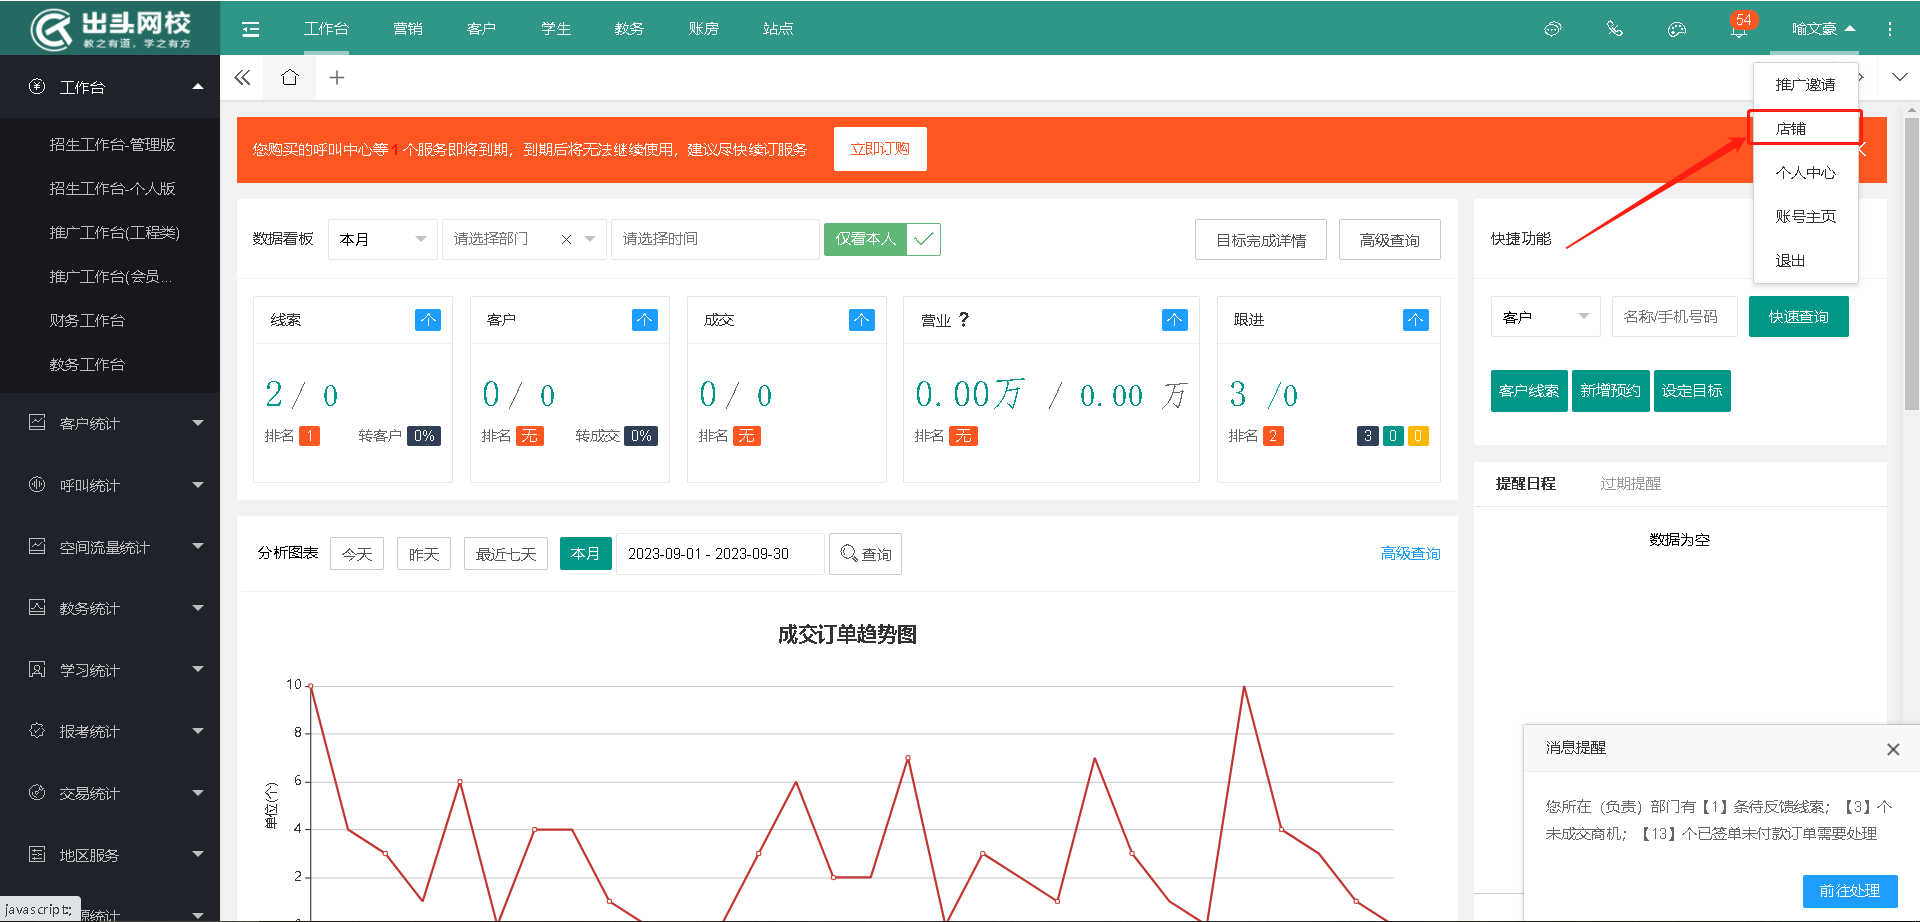 出头网校
教之有道，学之有方
工作台
营销
客户
学生
教务
账房
站点
54
喻文豪
工作台
招生工作台-管理版
招生工作台-个人版
推广工作台(工程类)
推广工作台(会员...
财务工作台
教务工作台
客户统计
呼叫统计
空间流量统计
教务统计
学习统计
报考统计
交易统计
地区服务
javascript:;
源统计
推广邀请
店铺
个人中心
账号主页
退出
您购买的呼叫中心等 1 个服务即将到期，到期后将无法继续使用，建议尽快续订服务
立即订购
数据看板
本月
请选择部门
请选择时间
仅看本人
目标完成详情
高级查询
线索
2 / 0
排名 1 转客户 0%
客户
0 / 0
排名 无 转成交 0%
成交
0 / 0
排名 无
营业 ?
0.00万 / 0.00 万
排名 无
跟进
3 /0
排名 2 3 0 0
快捷功能
客户
名称/手机号码
快速查询
客户线索
新增预约
设定目标
提醒日程
过期提醒
数据为空
分析图表
今天
昨天
最近七天
本月
2023-09-01 - 2023-09-30
查询
高级查询
成交订单趋势图
单位(个)
10
8
6
4
2
消息提醒
您所在（负责）部门有【1】条待反馈线索；【3】个
未成交商机；【13】个已签单未付款订单需要处理
前往处理